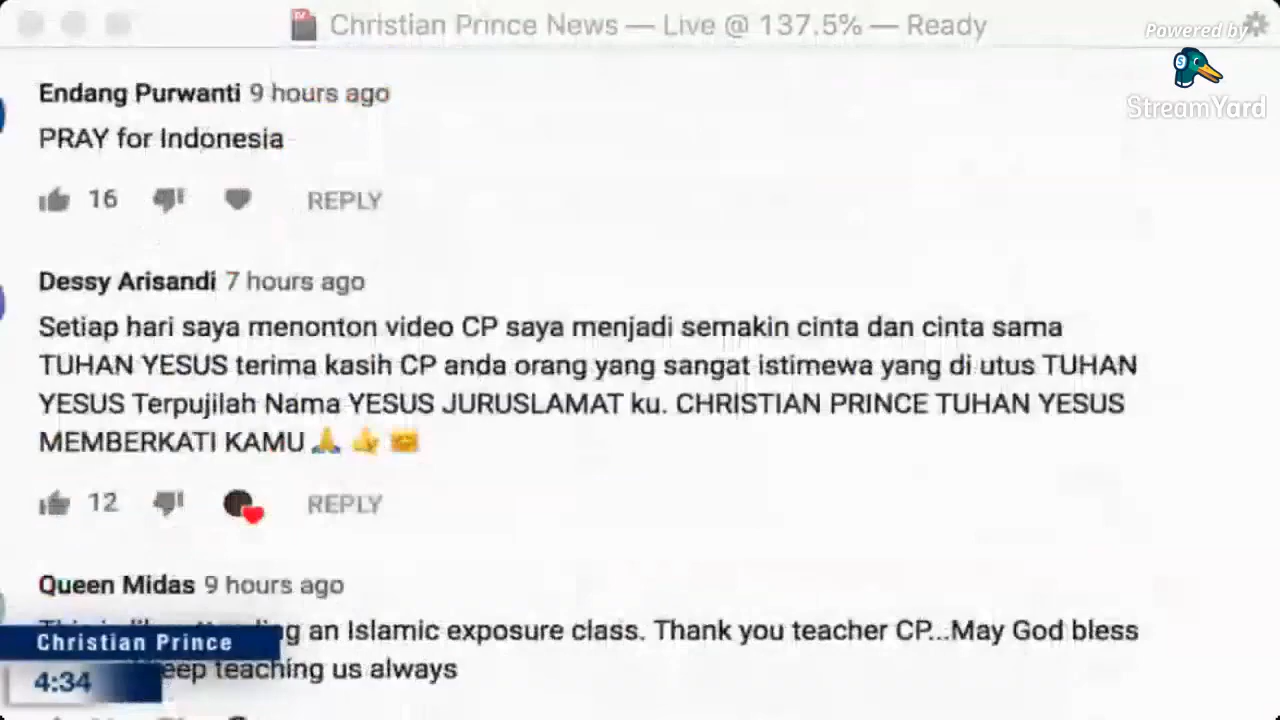 Christian Prince News — Live @ 137.5% — Ready
Powered by
StreamYard
Endang Purwanti 9 hours ago
PRAY for Indonesia
16 REPLY
Dessy Arisandi 7 hours ago
Setiap hari saya menonton video CP saya menjadi semakin cinta dan cinta sama
TUHAN YESUS terima kasih CP anda orang yang sangat istimewa yang di utus TUHAN
YESUS Terpujilah Nama YESUS JURUSLAMAT ku. CHRISTIAN PRINCE TUHAN YESUS
MEMBERKATI KAMU 🙏 👍
12 REPLY
Queen Midas 9 hours ago
an Islamic exposure class. Thank you teacher CP...May God bless
teaching us always
Christian Prince
4:34